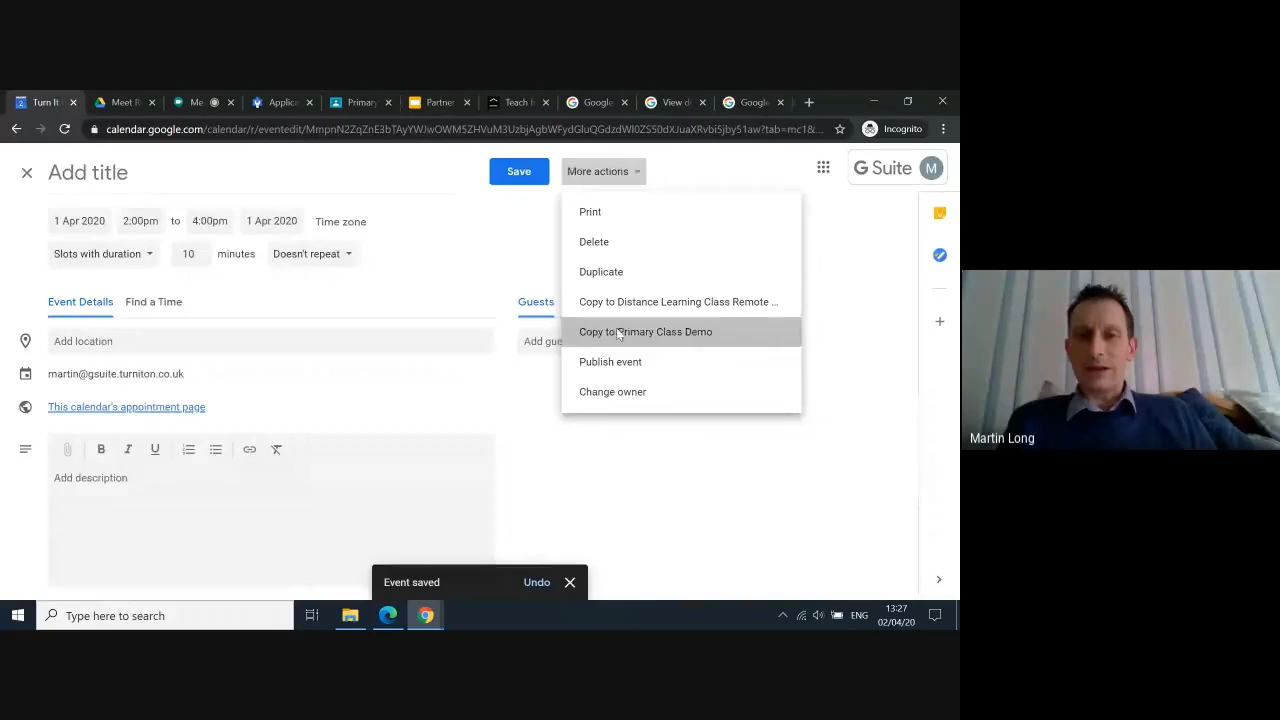 Turn It
Meet R
Me
Applica
Primary
Partner
Teach f
Google
View d
Google
calendar.google.com/calendar/r/eventedit/MmpnN2ZqZnE3bTAyYWJwOWM5ZHVuM3UzbjAgbWFydGluQGdzdWl0ZS50dXJuaXRvbi5jby51aw?tab=mc1&...
Incognito
Add title
Save
More actions
G Suite
M
1 Apr 2020 2:00pm to 4:00pm 1 Apr 2020 Time zone
Slots with duration 10 minutes Doesn't repeat
Print
Delete
Duplicate
Copy to Distance Learning Class Remote ...
Copy to Primary Class Demo
Publish event
Change owner
Event Details Find a Time
Guests
Add location
Add gue
martin@gsuite.turniton.co.uk
This calendar's appointment page
B I U
Add description
Event saved Undo
Type here to search
ENG
13:27
02/04/20
Martin Long